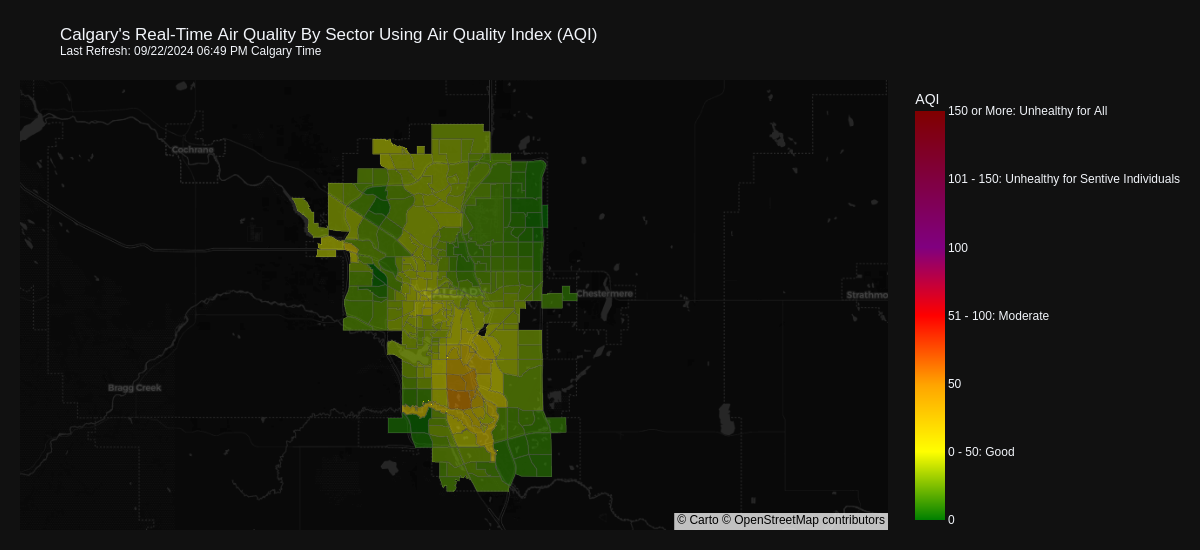 Calgary's Real-Time Air Quality By Sector Using Air Quality Index (AQI)
Last Refresh: 09/22/2024 06:49 PM Calgary Time
AQI
150 or More: Unhealthy for All
101 - 150: Unhealthy for Sentive Individuals
100
51 - 100: Moderate
50
0 - 50: Good
0
Cochrane
CALGARY
Chestermere
Strathmo
Bragg Creek
© Carto © OpenStreetMap contributors